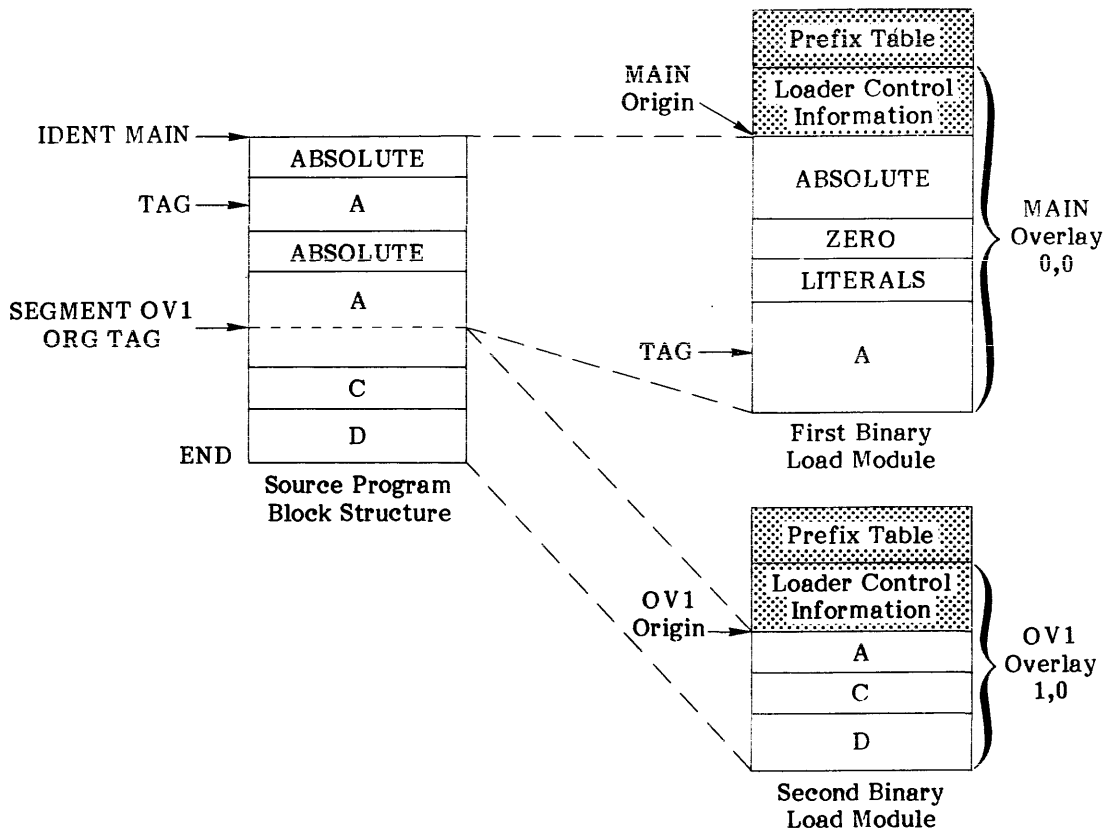 IDENT MAIN
ABSOLUTE
TAG
A
ABSOLUTE
A
SEGMENT OV1
ORG TAG
C
D
END
Source Program
Block Structure
Prefix Table
MAIN
Origin
Loader Control
Information
ABSOLUTE
ZERO
LITERALS
TAG
A
MAIN
Overlay
0,0
First Binary
Load Module
Prefix Table
Loader Control
Information
OV1
Origin
A
C
D
OV1
Overlay
1,0
Second Binary
Load Module